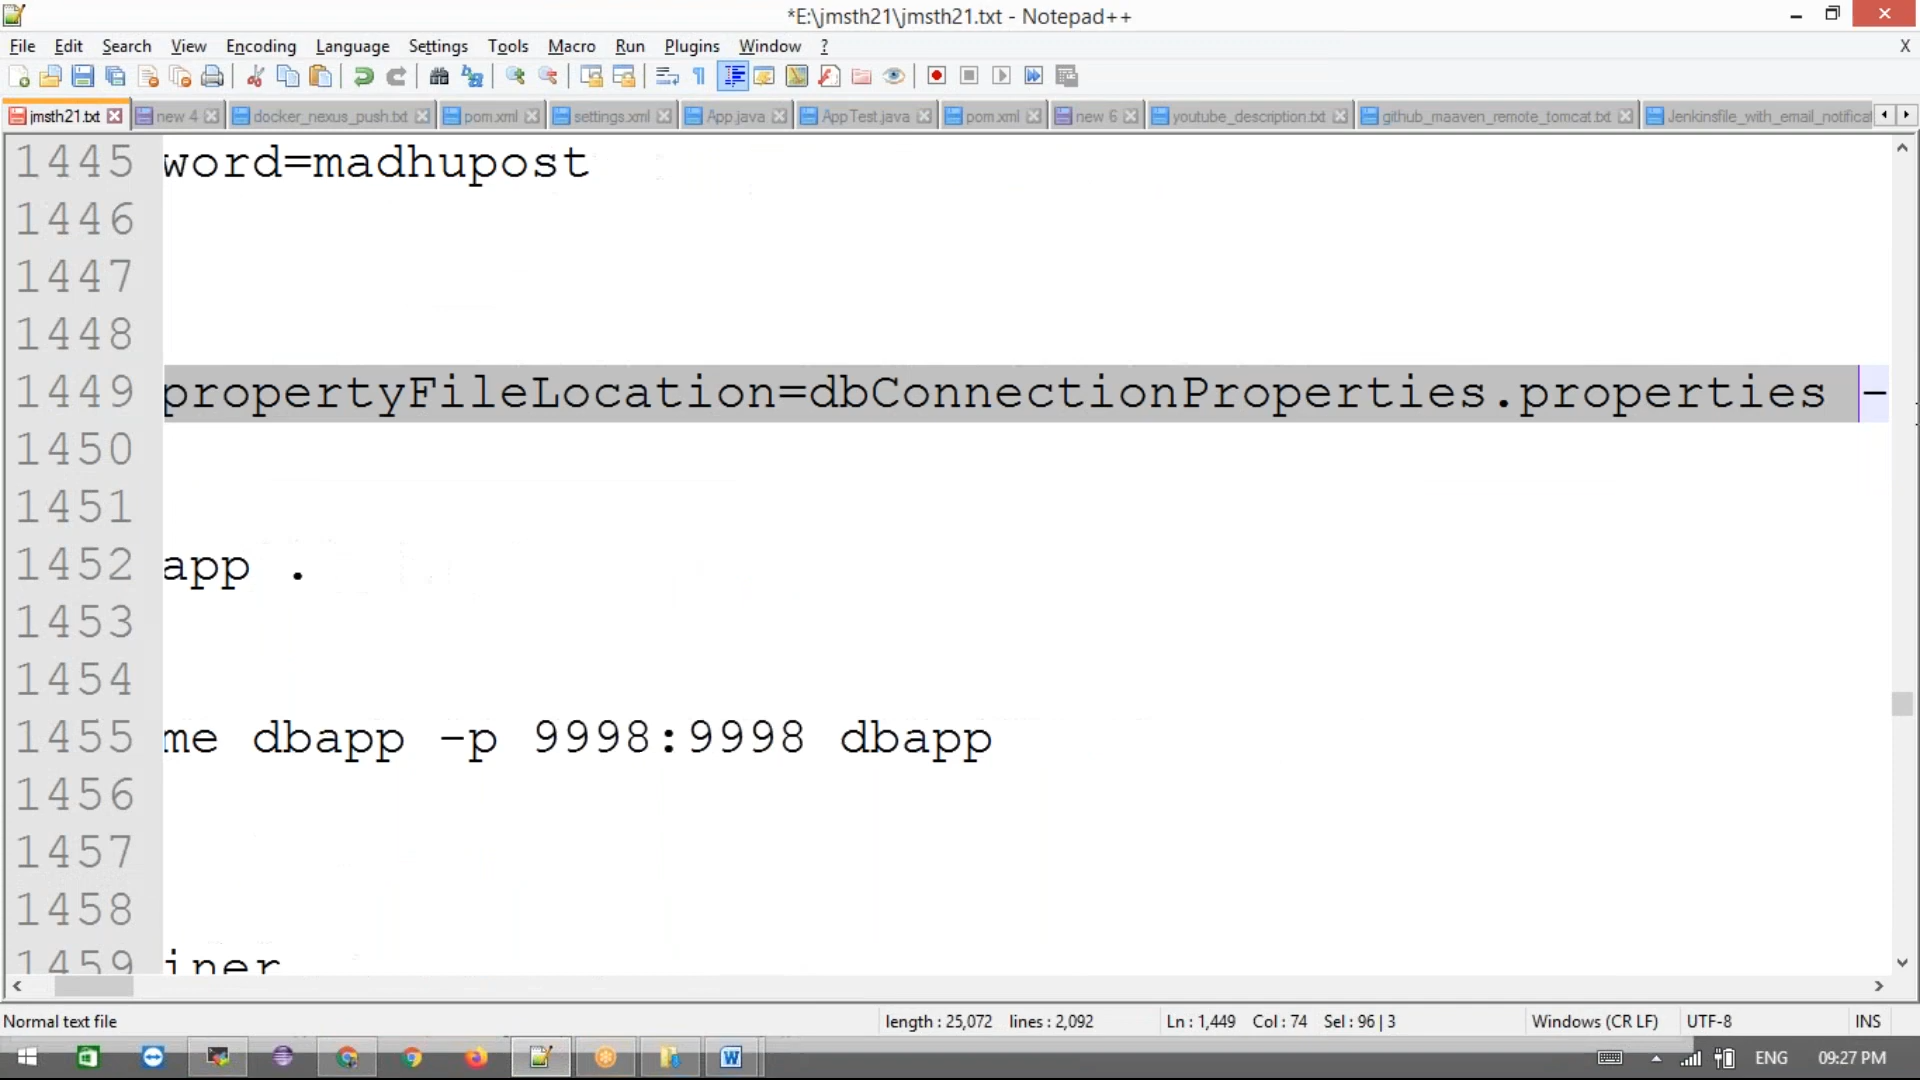 *E:\jmsth21\jmsth21.txt - Notepad++
File Edit Search View Encoding Language Settings Tools Macro Run Plugins Window ? X
jmsth21.txt new 4 docker_nexus_push.txt pom.xml settings.xml App.java AppTest.java pom.xml new 6 youtube_description.txt github_maaven_remote_tomcat.txt Jenkinsfile_with_email_notificat
1445 word=madhupost
1446
1447
1448
1449 propertyFileLocation=dbConnectionProperties.properties -
1450
1451
1452 app .
1453
1454
1455 me dbapp -p 9998:9998 dbapp
1456
1457
1458
1459 iner
Normal text file length : 25,072 lines : 2,092 Ln : 1,449 Col : 74 Sel : 96 | 3 Windows (CR LF) UTF-8 INS
ENG 09:27 PM